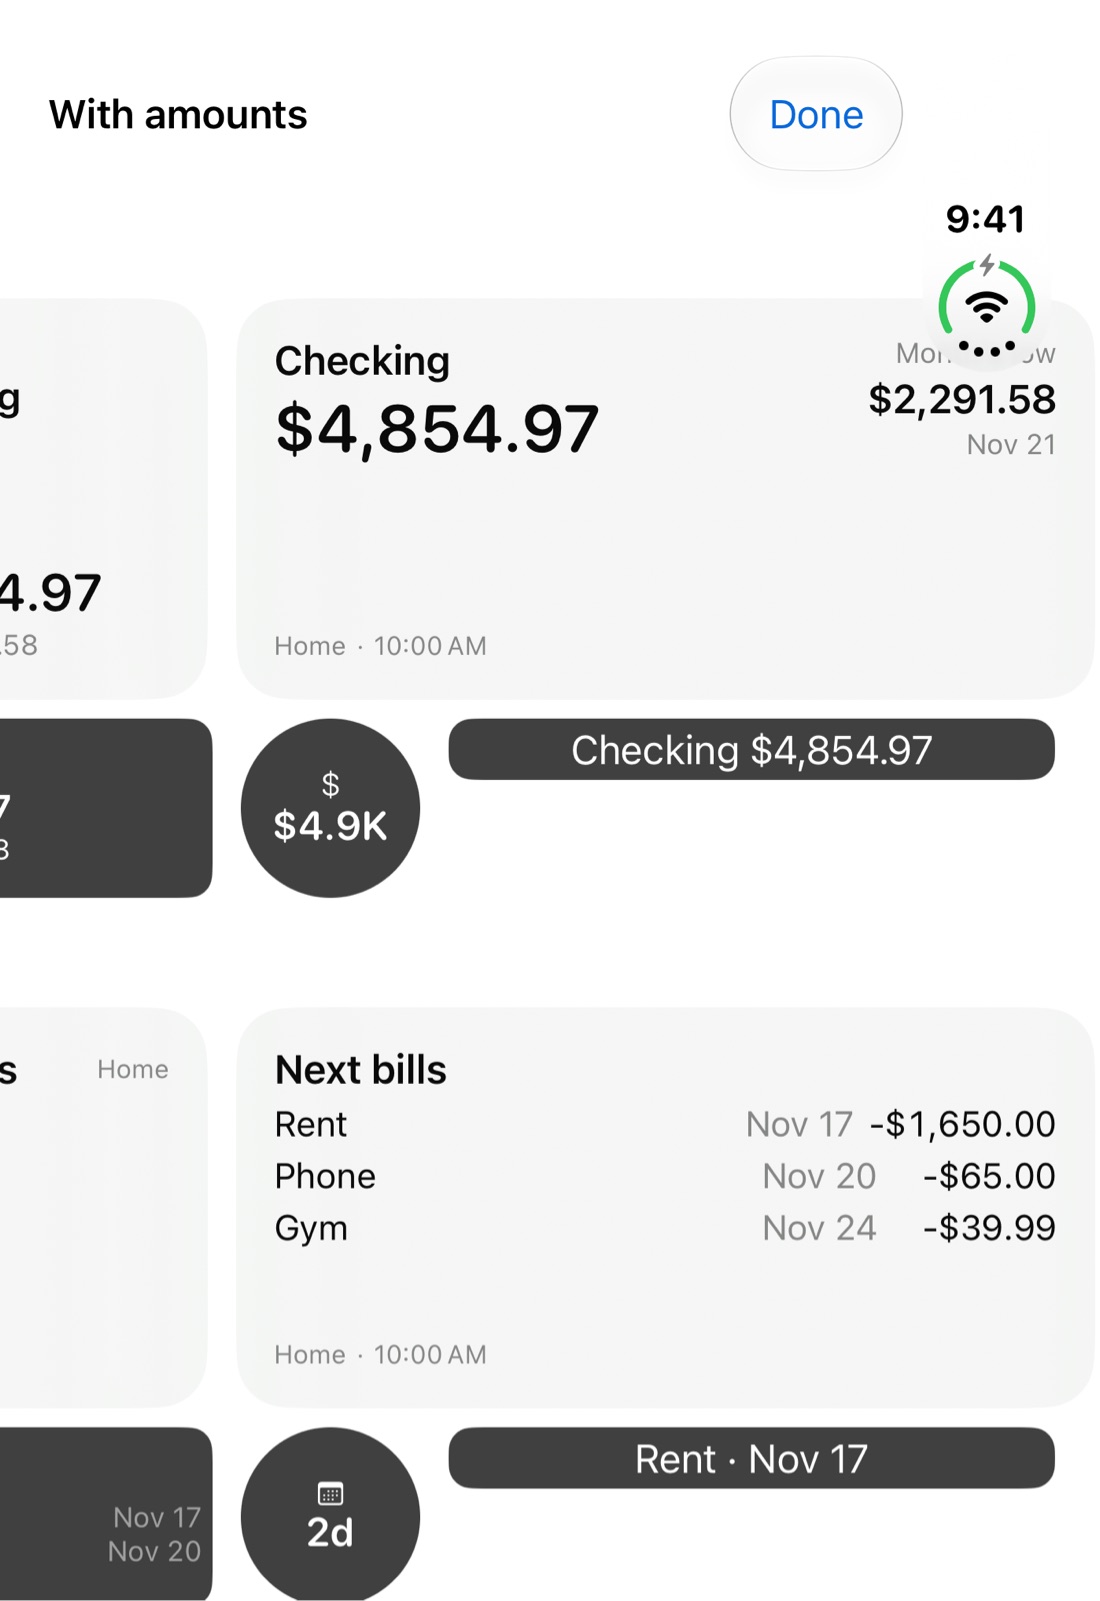 With amounts
Done
9:41
g
4.97
.58
Checking
$4,854.97
$2,291.58
Nov 21
Home · 10:00 AM
$
$4.9K
Checking $4,854.97
s
Home
Next bills
Rent Nov 17 -$1,650.00
Phone Nov 20 -$65.00
Gym Nov 24 -$39.99
Home · 10:00 AM
Nov 17
Nov 20
2d
Rent · Nov 17